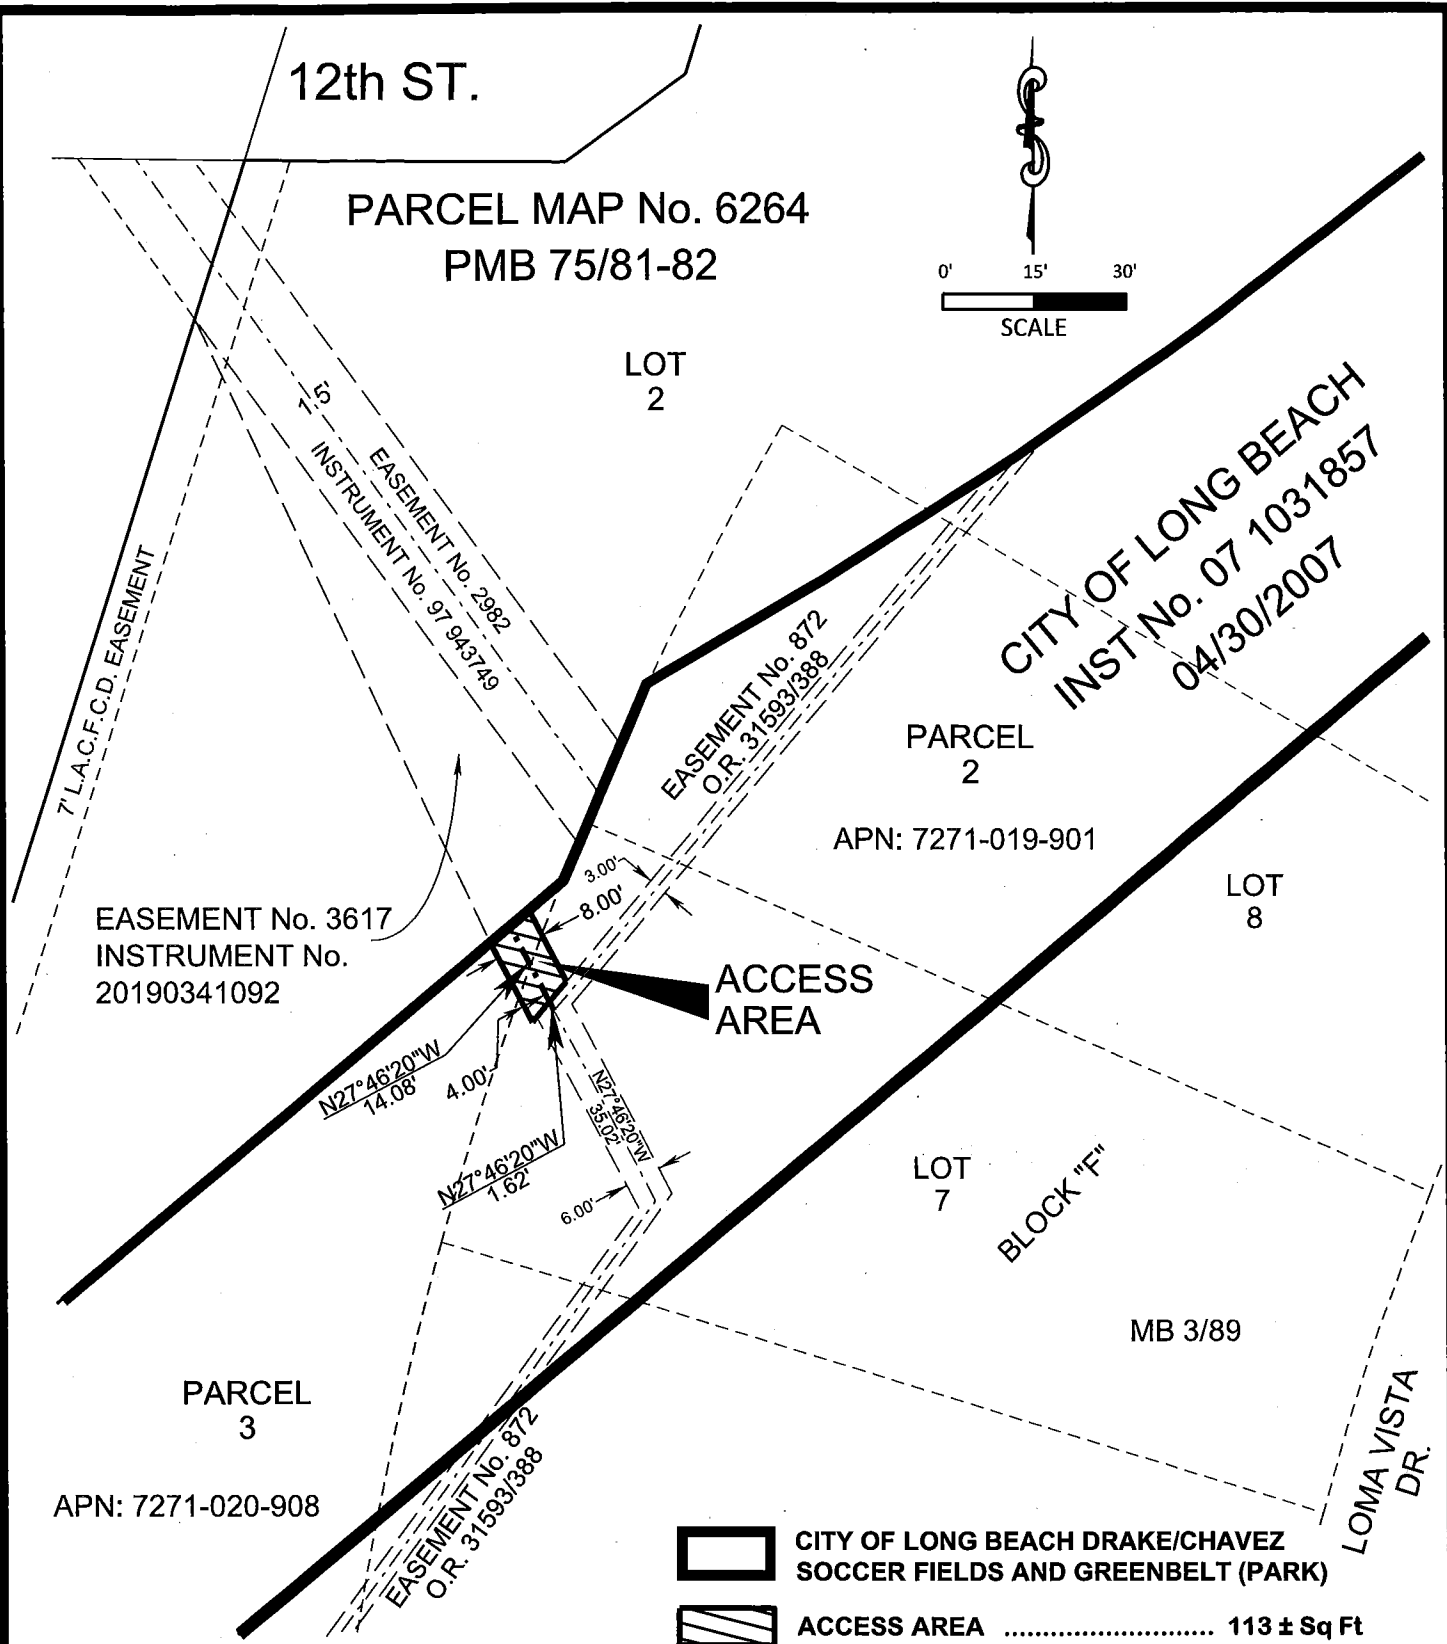 12th ST.
PARCEL MAP No. 6264
PMB 75/81-82
0' 15' 30'
SCALE
LOT
2
1.5
EASEMENT No. 2982
INSTRUMENT No. 97 943749
7' L.A.C.F.C.D. EASEMENT
CITY OF LONG BEACH
INST No. 07 1031857
04/30/2007
EASEMENT No. 872
O.R. 31593/388
PARCEL
2
APN: 7271-019-901
LOT
8
3.00'
8.00'
EASEMENT No. 3617
INSTRUMENT No.
20190341092
ACCESS
AREA
N27°46'20"W
14.08'
4.00'
N27°46'20"W
35.02'
N27°46'20"W
1.62'
6.00'
LOT
7
BLOCK "F"
MB 3/89
PARCEL
3
APN: 7271-020-908
EASEMENT No. 872
O.R. 31593/388
LOMA VISTA
DR.
CITY OF LONG BEACH DRAKE/CHAVEZ
SOCCER FIELDS AND GREENBELT (PARK)
ACCESS AREA ........................... 113 ± Sq Ft